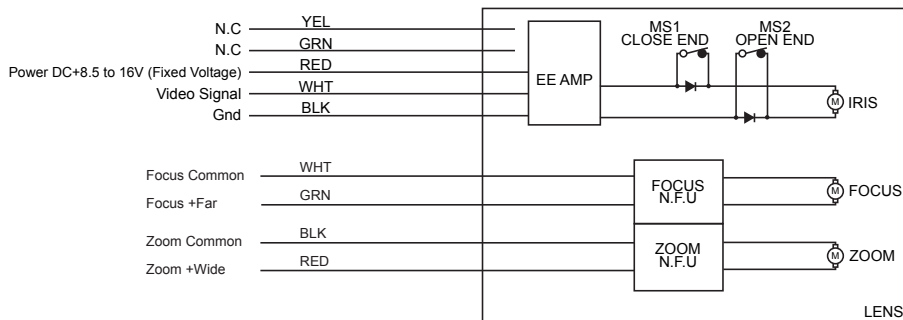 N.C YEL
N.C GRN
Power DC+8.5 to 16V (Fixed Voltage) RED
Video Signal WHT
Gnd BLK
EE AMP
MS1 MS2
CLOSE END OPEN END
M IRIS
Focus Common WHT
Focus +Far GRN
FOCUS
N.F.U
M FOCUS
Zoom Common BLK
Zoom +Wide RED
ZOOM
N.F.U
M ZOOM
LENS